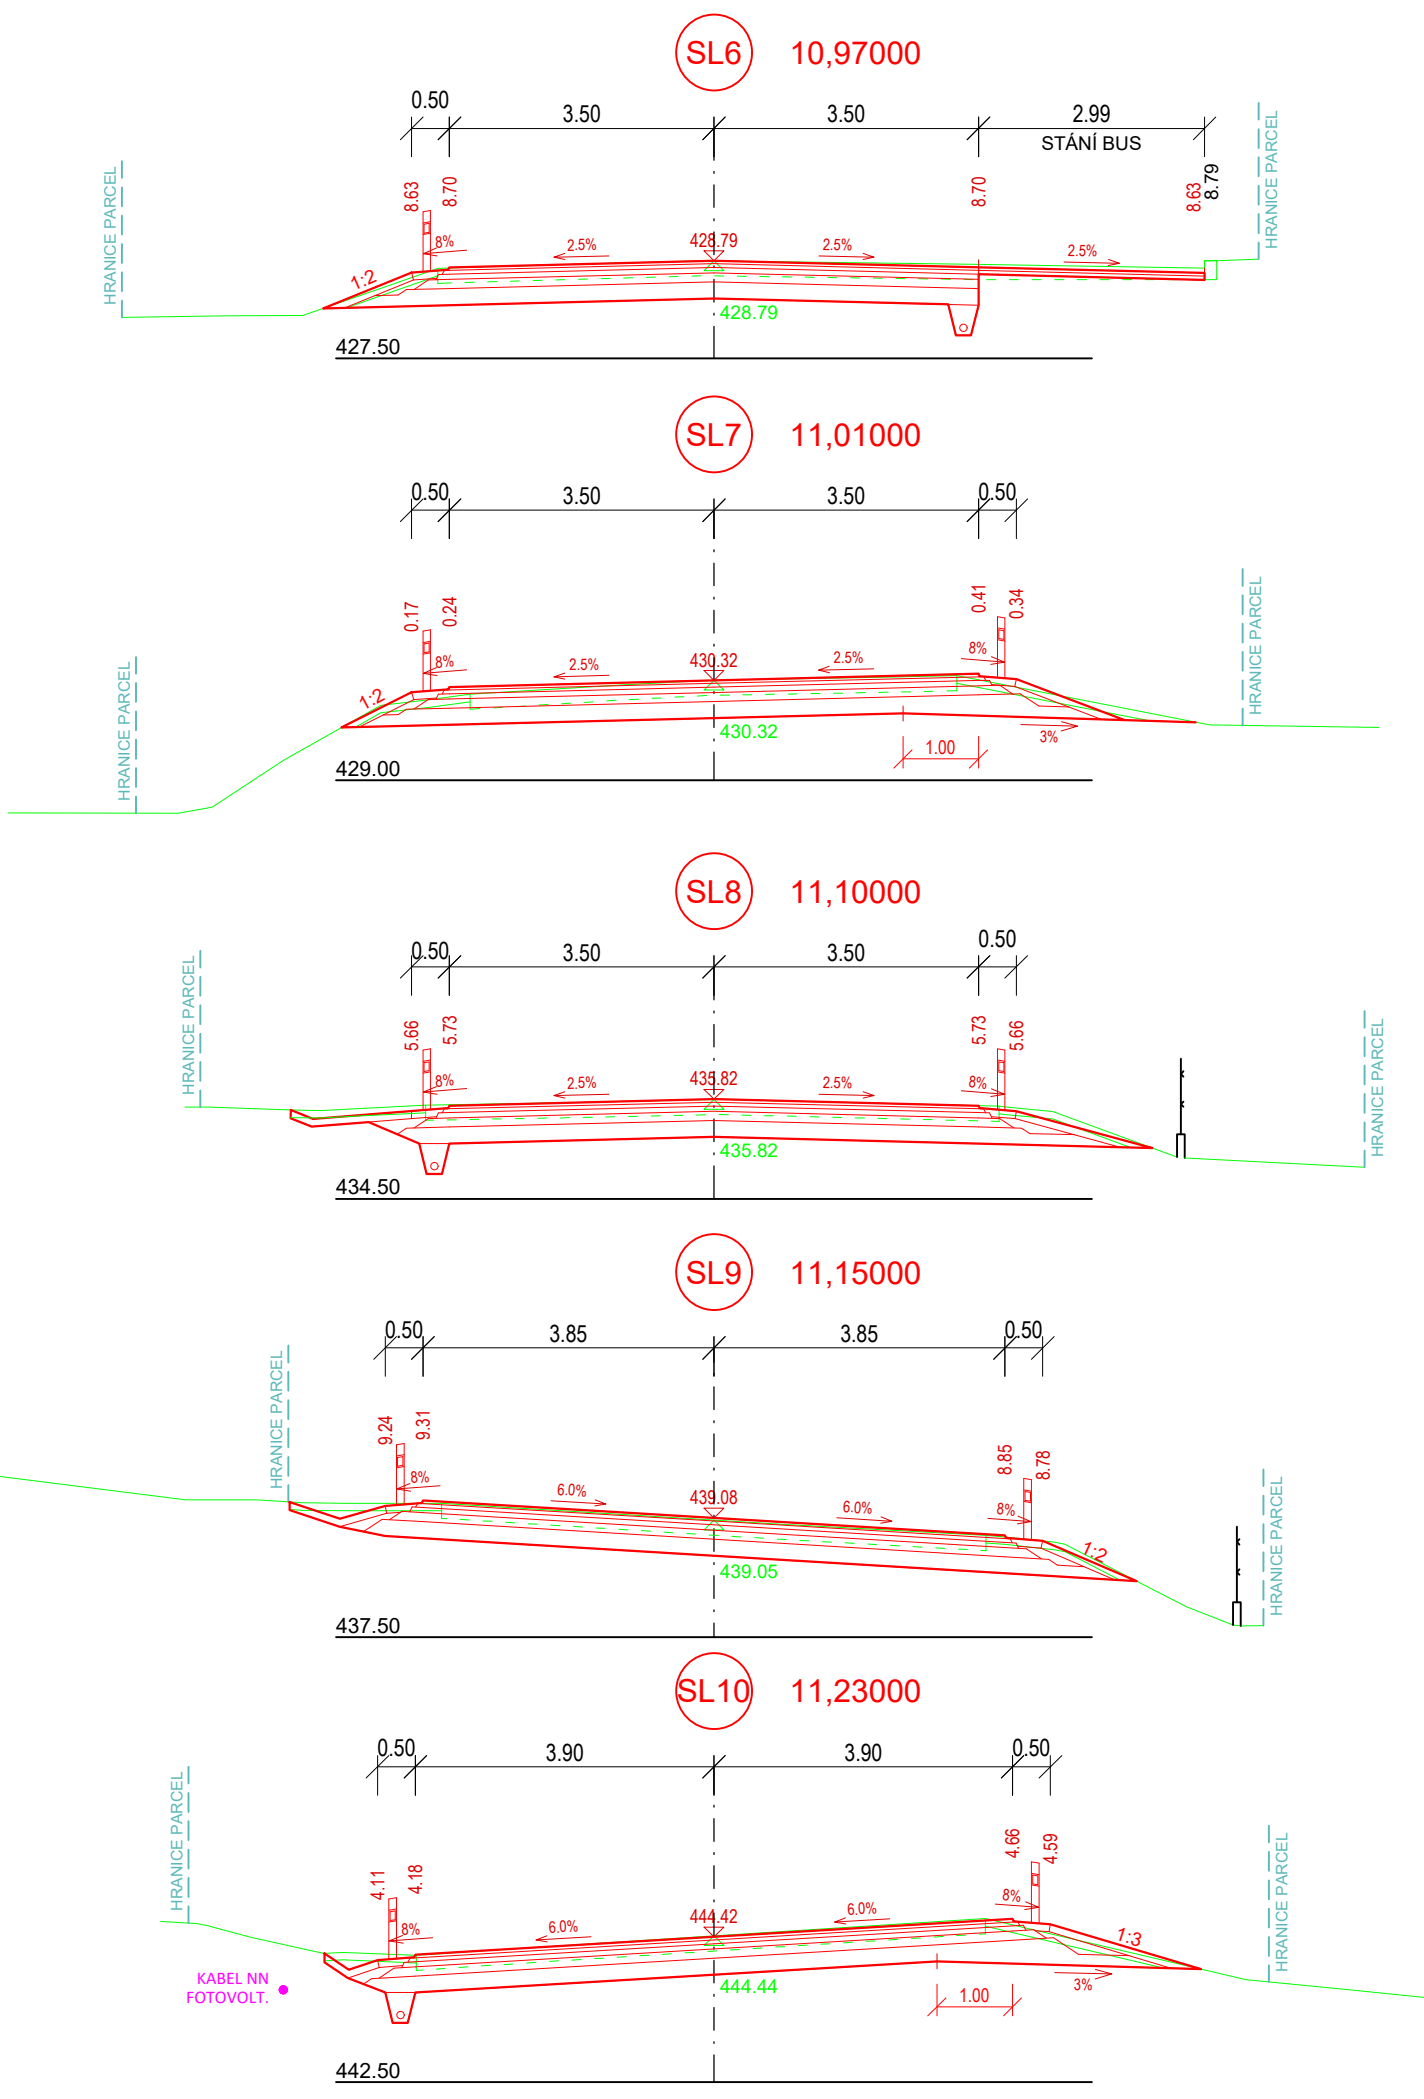 SL6 10,97000
0.50 3.50 3.50 2.99
STÁNÍ BUS
HRANICE PARCEL
8.63 8.70 8.70 8.63 8.79
HRANICE PARCEL
8% 2.5% 428.79 2.5% 2.5%
1:2
428.79
427.50
SL7 11,01000
0.50 3.50 3.50 0.50
0.17 0.24 0.41 0.34
HRANICE PARCEL
HRANICE PARCEL
8% 2.5% 430.32 2.5% 8%
1:2
430.32 3%
1.00
429.00
SL8 11,10000
0.50 3.50 3.50 0.50
HRANICE PARCEL
5.66 5.73 5.73 5.66
HRANICE PARCEL
8% 2.5% 435.82 2.5% 8%
435.82
434.50
SL9 11,15000
0.50 3.85 3.85 0.50
HRANICE PARCEL
9.24 9.31 8.85 8.78
8% 6.0% 439.08 6.0% 8%
HRANICE PARCEL
1:2
439.05
437.50
SL10 11,23000
0.50 3.90 3.90 0.50
HRANICE PARCEL
4.11 4.18 4.66 4.59
HRANICE PARCEL
8% 6.0% 444.42 6.0% 8%
1:3
KABEL NN
FOTOVOLT.
444.44 3%
1.00
442.50